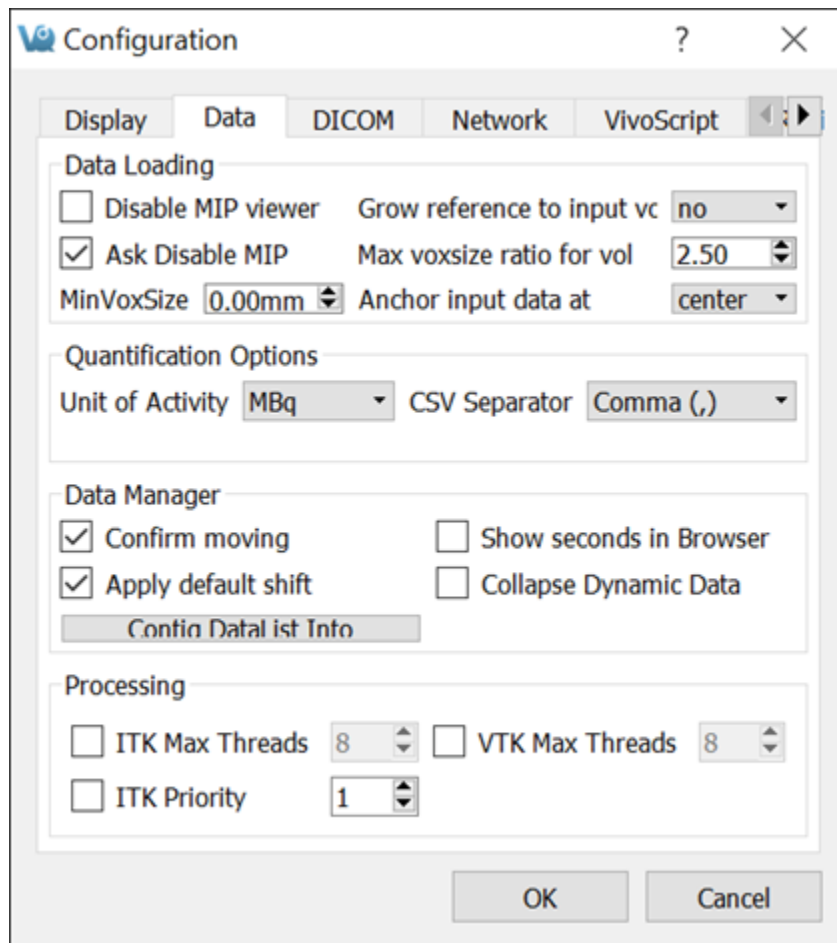 Configuration
Display Data DICOM Network VivoScript
Data Loading
Disable MIP viewer Grow reference to input vc no
Ask Disable MIP Max voxsize ratio for vol 2.50
MinVoxSize 0.00mm Anchor input data at center
Quantification Options
Unit of Activity MBq CSV Separator Comma (,)
Data Manager
Confirm moving Show seconds in Browser
Apply default shift Collapse Dynamic Data
Config DataList Info
Processing
ITK Max Threads 8 VTK Max Threads 8
ITK Priority 1
OK Cancel